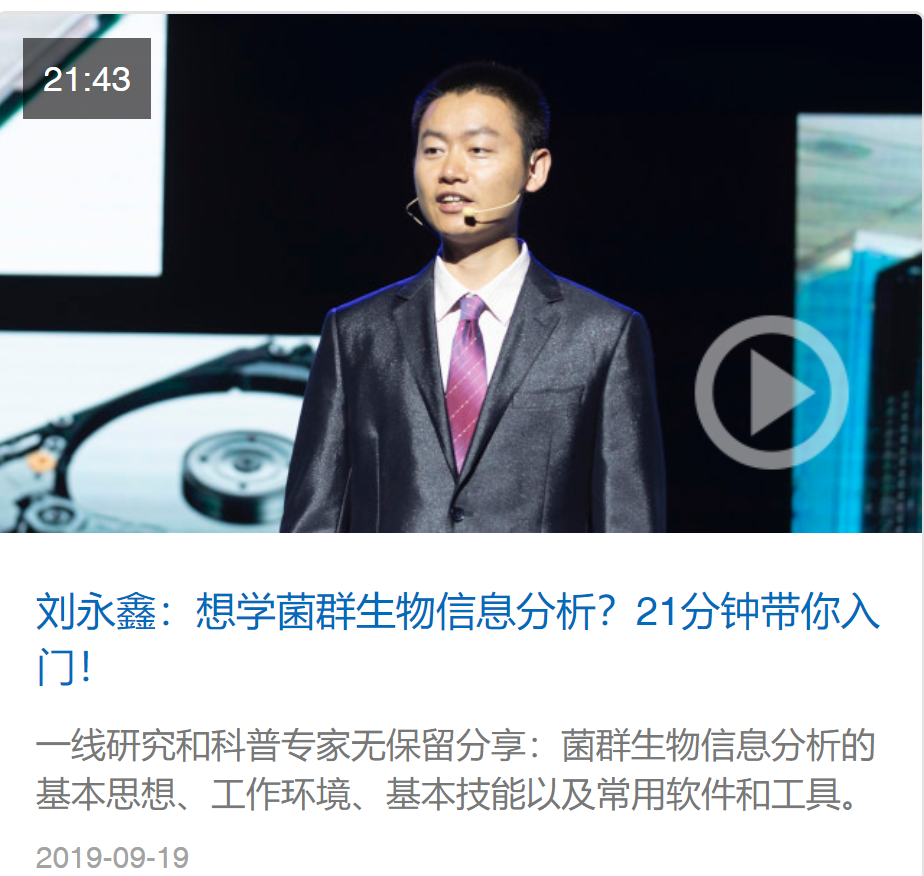 21:43
刘永鑫：想学菌群生物信息分析？21分钟带你入
门！
一线研究和科普专家无保留分享：菌群生物信息分析的
基本思想、工作环境、基本技能以及常用软件和工具。
2019-09-19